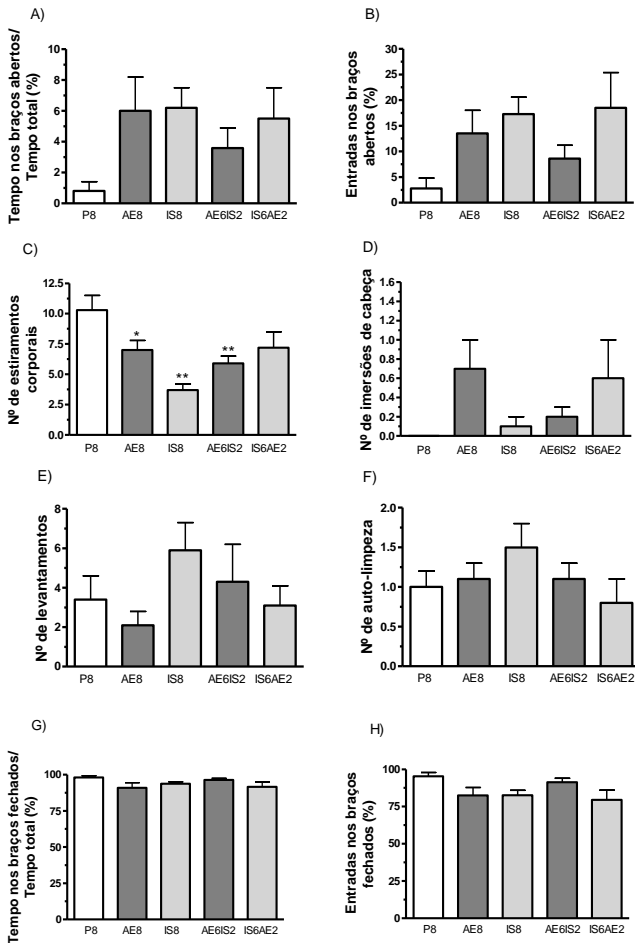 A)
Tempo nos braços abertos/
Tempo total (%)
10
8
6
4
2
0
P8 AE8 IS8 AE6IS2 IS6AE2
B)
Entradas nos braços
abertos (%)
30
25
20
15
10
5
0
P8 AE8 IS8 AE6IS2 IS6AE2
C)
Nº de estiramentos
corporais
12.5
10.0
7.5
5.0
2.5
0.0
*
**
**
P8 AE8 IS8 AE6IS2 IS6AE2
D)
Nº de imersões de cabeça
1.6
1.4
1.2
1.0
0.8
0.6
0.4
0.2
0.0
P8 AE8 IS8 AE6IS2 IS6AE2
E)
Nº de levantamentos
8
6
4
2
0
P8 AE8 IS8 AE6IS2 IS6AE2
F)
Nº de auto-limpeza
2.0
1.5
1.0
0.5
0.0
P8 AE8 IS8 AE6IS2 IS6AE2
G)
Tempo nos braços fechados/
Tempo total (%)
100
75
50
25
0
P8 AE8 IS8 AE6IS2 IS6AE2
H)
Entradas nos braços
fechados (%)
100
75
50
25
0
P8 AE8 IS8 AE6IS2 IS6AE2